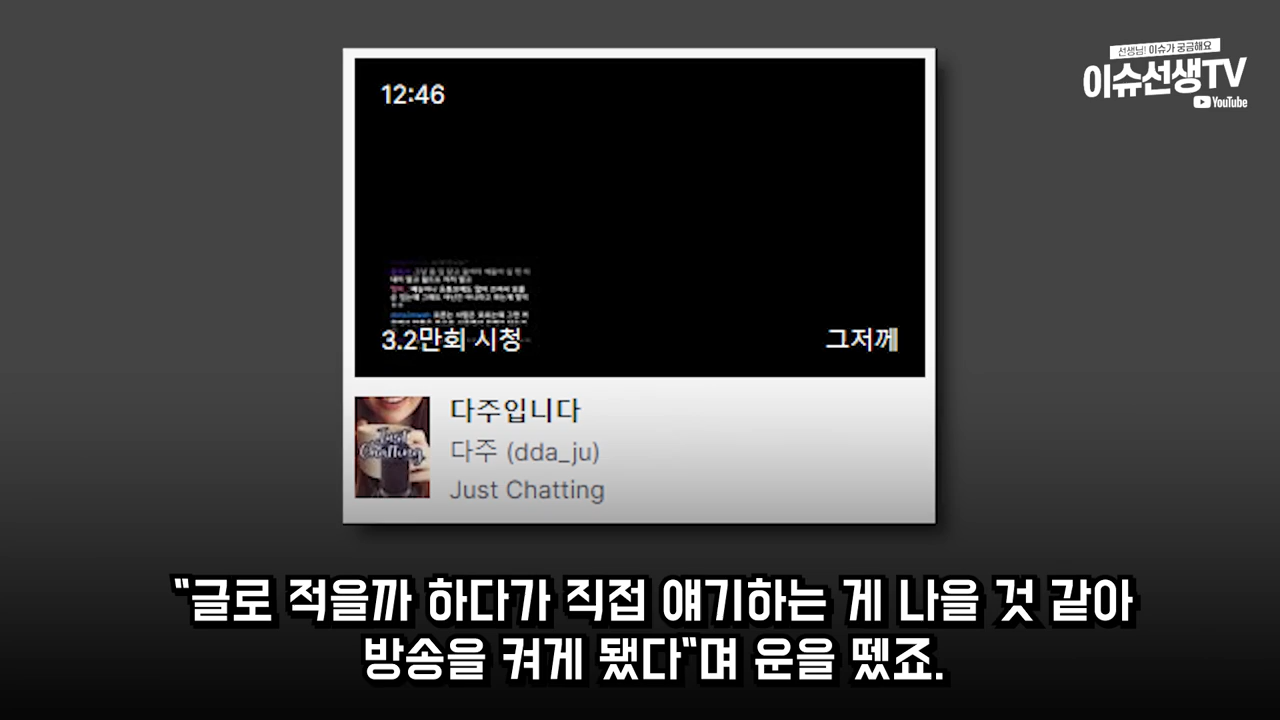 선생님! 이슈가 궁금해요
이슈선생TV
YouTube
12:46
3.2만회 시청
그저께
Just
Chatting
다주입니다
다주 (dda_ju)
Just Chatting
"글로 적을까 하다가 직접 얘기하는 게 나을 것 같아
방송을 켜게 됐다"며 운을 뗐죠.